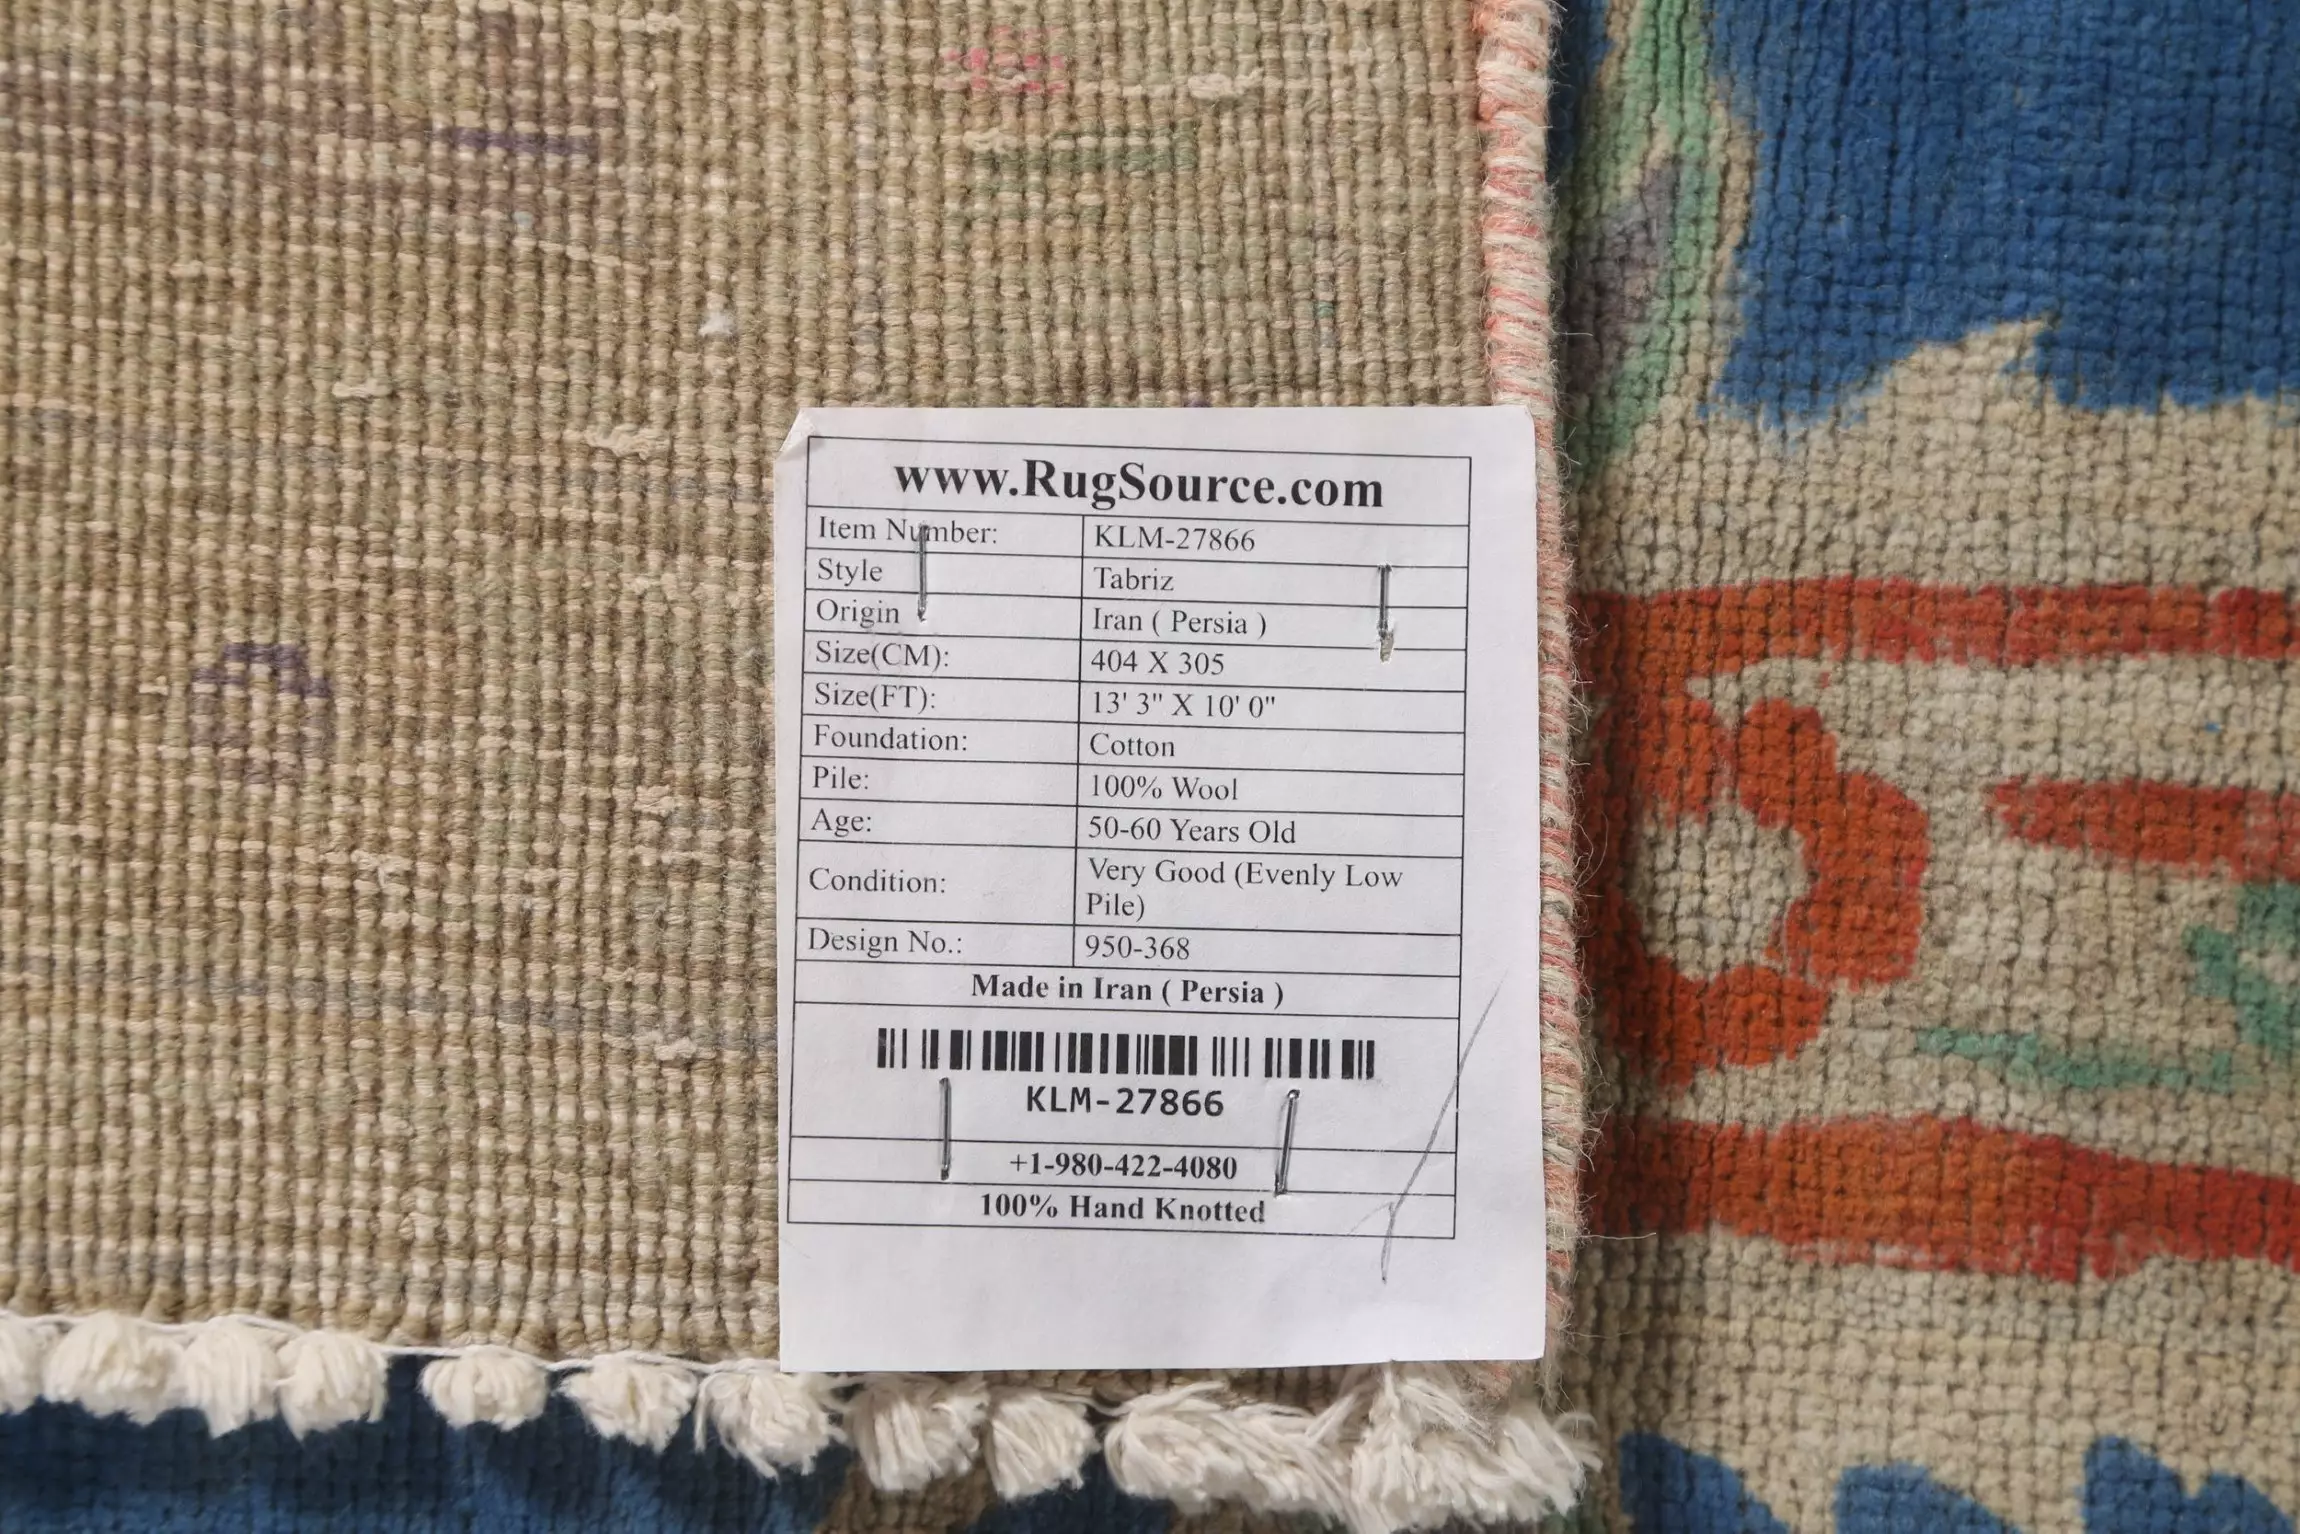 www.RugSource.com
Item Number: KLM-27866
Style Tabriz
Origin Iran ( Persia )
Size(CM): 404 X 305
Size(FT): 13' 3" X 10' 0"
Foundation: Cotton
Pile: 100% Wool
Age: 50-60 Years Old
Condition: Very Good (Evenly Low
Pile)
Design No.: 950-368
Made in Iran ( Persia )
KLM-27866
+1-980-422-4080
100% Hand Knotted